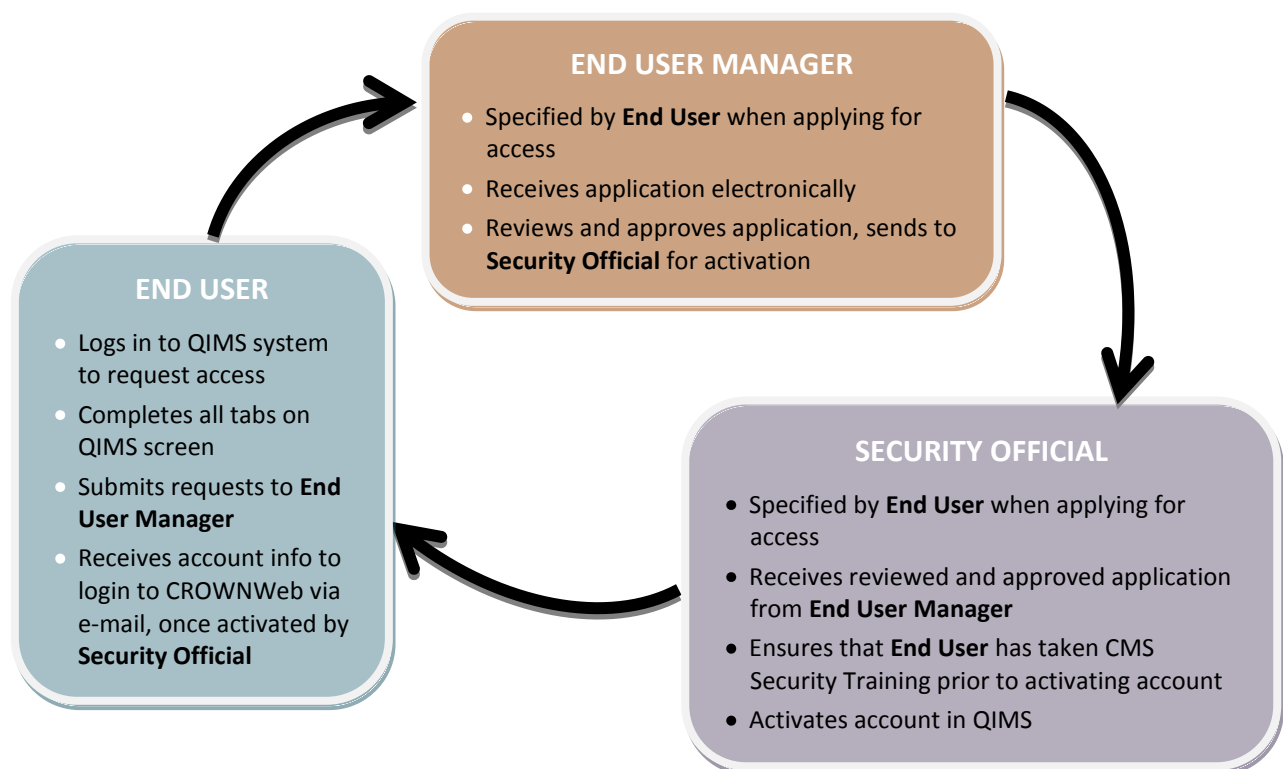 END USER MANAGER
• Specified by End User when applying for
access
• Receives application electronically
• Reviews and approves application, sends to
Security Official for activation
END USER
• Logs in to QIMS system
to request access
• Completes all tabs on
QIMS screen
• Submits requests to End
User Manager
• Receives account info to
login to CROWNWeb via
e-mail, once activated by
Security Official
SECURITY OFFICIAL
• Specified by End User when applying for
access
• Receives reviewed and approved application
from End User Manager
• Ensures that End User has taken CMS
Security Training prior to activating account
• Activates account in QIMS